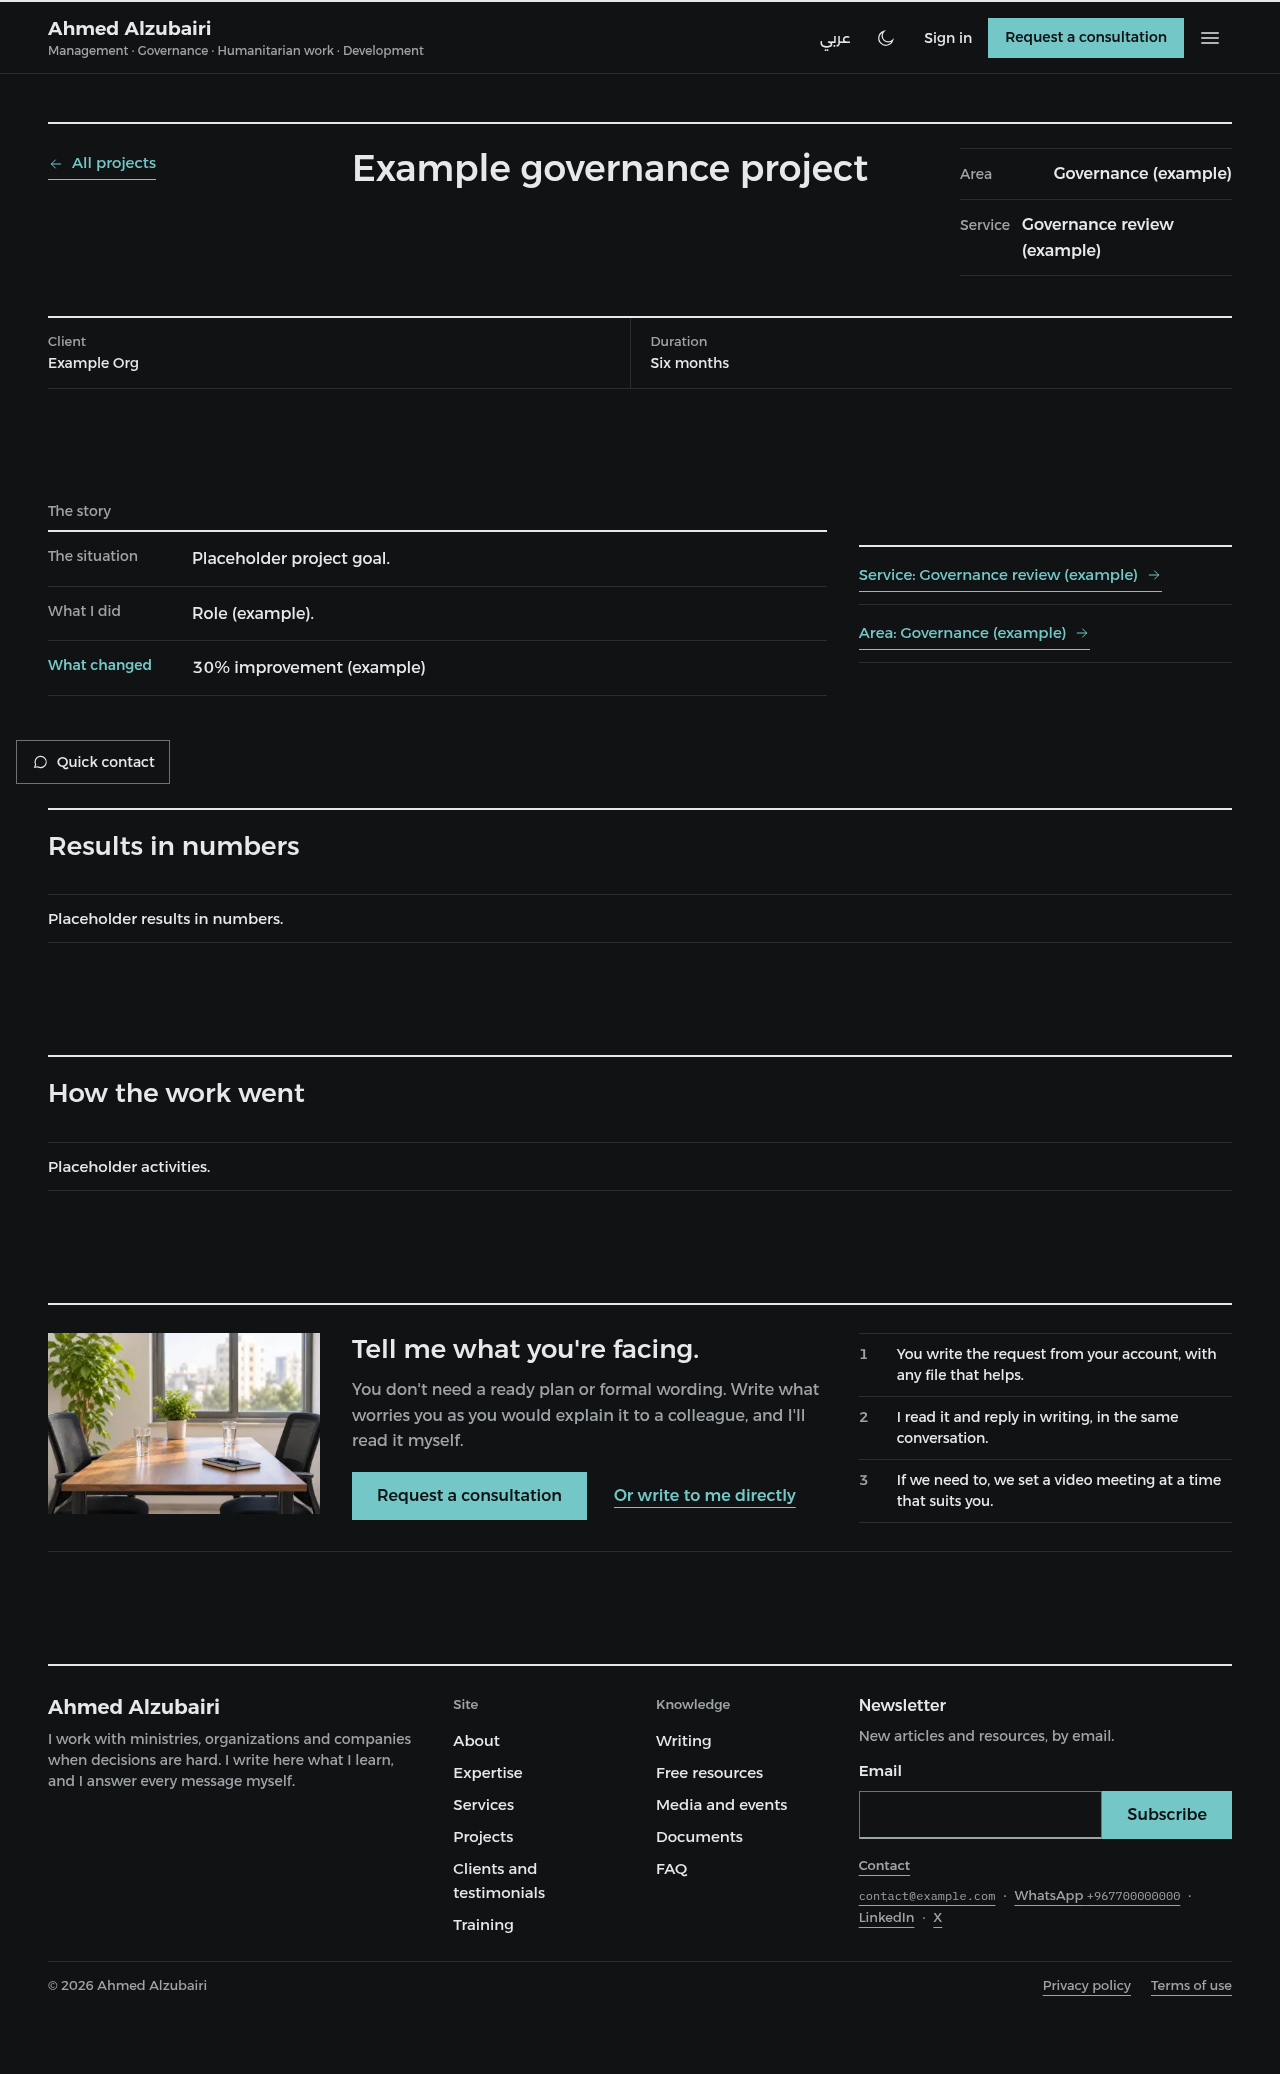 Ahmed Alzubairi
Management · Governance · Humanitarian work · Development
عربي
Sign in
Request a consultation
All projects
Example governance project
Area
Governance (example)
Service
Governance review
(example)
Client
Example Org
Duration
Six months
The story
The situation
Placeholder project goal.
What I did
Role (example).
What changed
30% improvement (example)
Service: Governance review (example)
Area: Governance (example)
Quick contact
Results in numbers
Placeholder results in numbers.
How the work went
Placeholder activities.
Tell me what you're facing.
You don't need a ready plan or formal wording. Write what
worries you as you would explain it to a colleague, and I'll
read it myself.
Request a consultation
Or write to me directly
1 You write the request from your account, with
any file that helps.
2 I read it and reply in writing, in the same
conversation.
3 If we need to, we set a video meeting at a time
that suits you.
Ahmed Alzubairi
I work with ministries, organizations and companies
when decisions are hard. I write here what I learn,
and I answer every message myself.
Site
About
Expertise
Services
Projects
Clients and
testimonials
Training
Knowledge
Writing
Free resources
Media and events
Documents
FAQ
Newsletter
New articles and resources, by email.
Email
Subscribe
Contact
contact@example.com · WhatsApp +967700000000 ·
LinkedIn · X
© 2026 Ahmed Alzubairi
Privacy policy
Terms of use